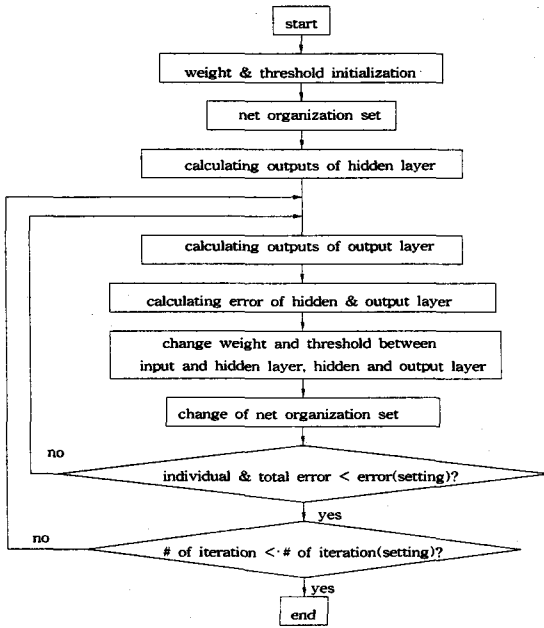 start
weight & threshold initialization
net organization set
calculating outputs of hidden layer
calculating outputs of output layer
calculating error of hidden & output layer
change weight and threshold between
input and hidden layer, hidden and output layer
change of net organization set
no
individual & total error < error(setting)?
yes
no
# of iteration < # of iteration(setting)?
yes
end